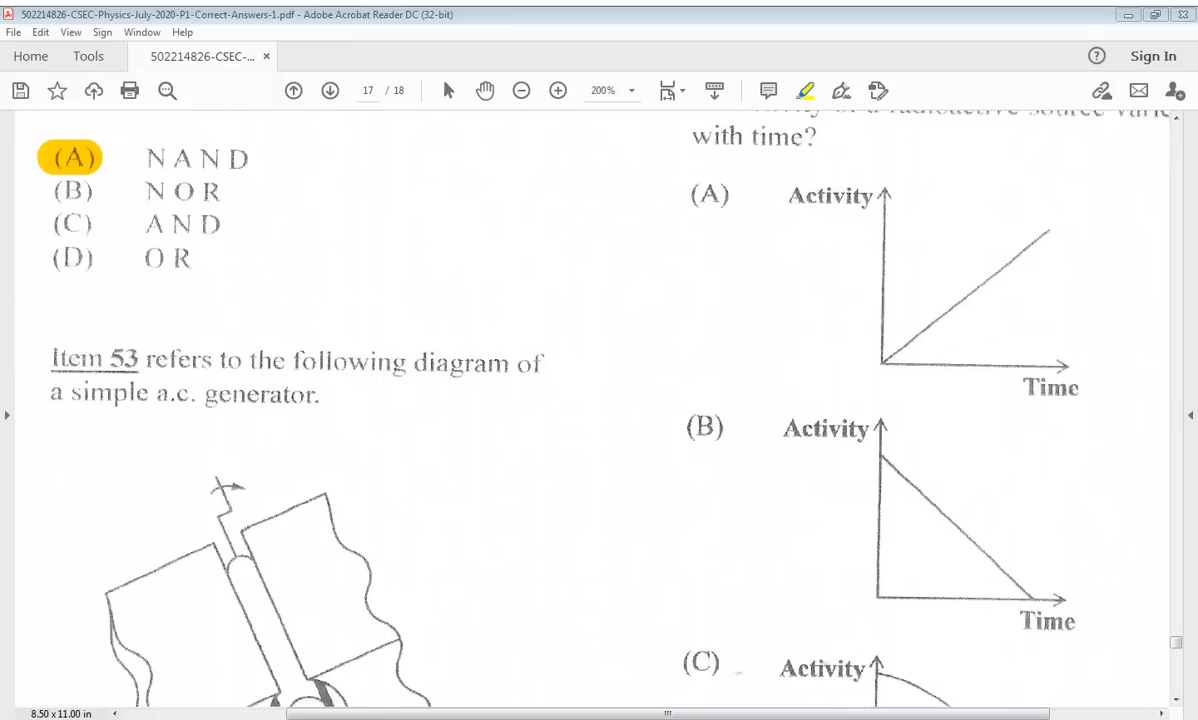 502214826-CSEC-Physics-July-2020-P1-Correct-Answers-1.pdf - Adobe Acrobat Reader DC (32-bit)
File Edit View Sign Window Help
Home Tools 502214826-CSEC-... × ? Sign In
17 / 18 200%
(A) NAND
(B) NOR
(C) AND
(D) OR
Item 53 refers to the following diagram of
a simple a.c. generator.
of a radioactive source
with time?
(A) Activity
Time
(B) Activity
Time
(C) Activity
8.50 x 11.00 in